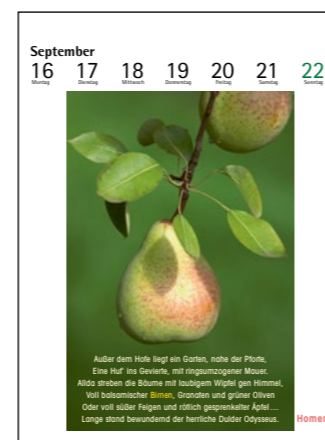 September
16 17 18 19 20 21 22
Montag Dienstag Mittwoch Donnerstag Freitag Samstag Sonntag
Außer dem Hofe liegt ein Garten, nahe der Pforte,
Eine Huf' ins Gevierte, mit ringsumzogener Mauer.
Allda streben die Bäume mit laubigem Wipfel gen Himmel,
Voll balsamischer Birnen, Granaten und grüner Oliven
Oder voll süßer Feigen und rötlich gesprenkelter Äpfel....
Lange stand bewundernd der herrliche Dulder Odysseus.
Homer